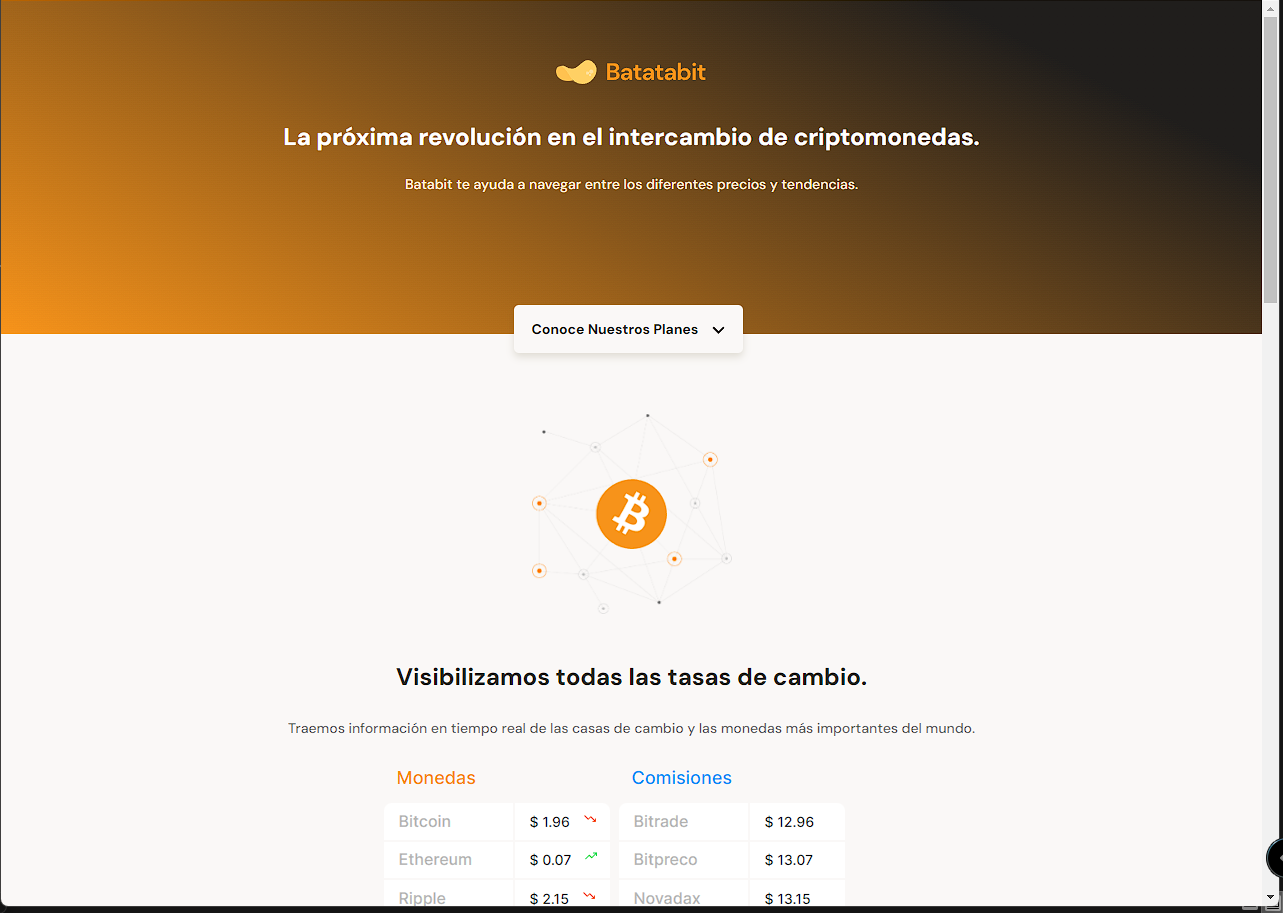 Batatabit
La próxima revolución en el intercambio de criptomonedas.
Batabit te ayuda a navegar entre los diferentes precios y tendencias.
Conoce Nuestros Planes
Visibilizamos todas las tasas de cambio.
Traemos información en tiempo real de las casas de cambio y las monedas más importantes del mundo.
Monedas
Bitcoin $ 1.96
Ethereum $ 0.07
Ripple $ 2.15
Comisiones
Bitrade $ 12.96
Bitpreco $ 13.07
Novadax $ 13.15